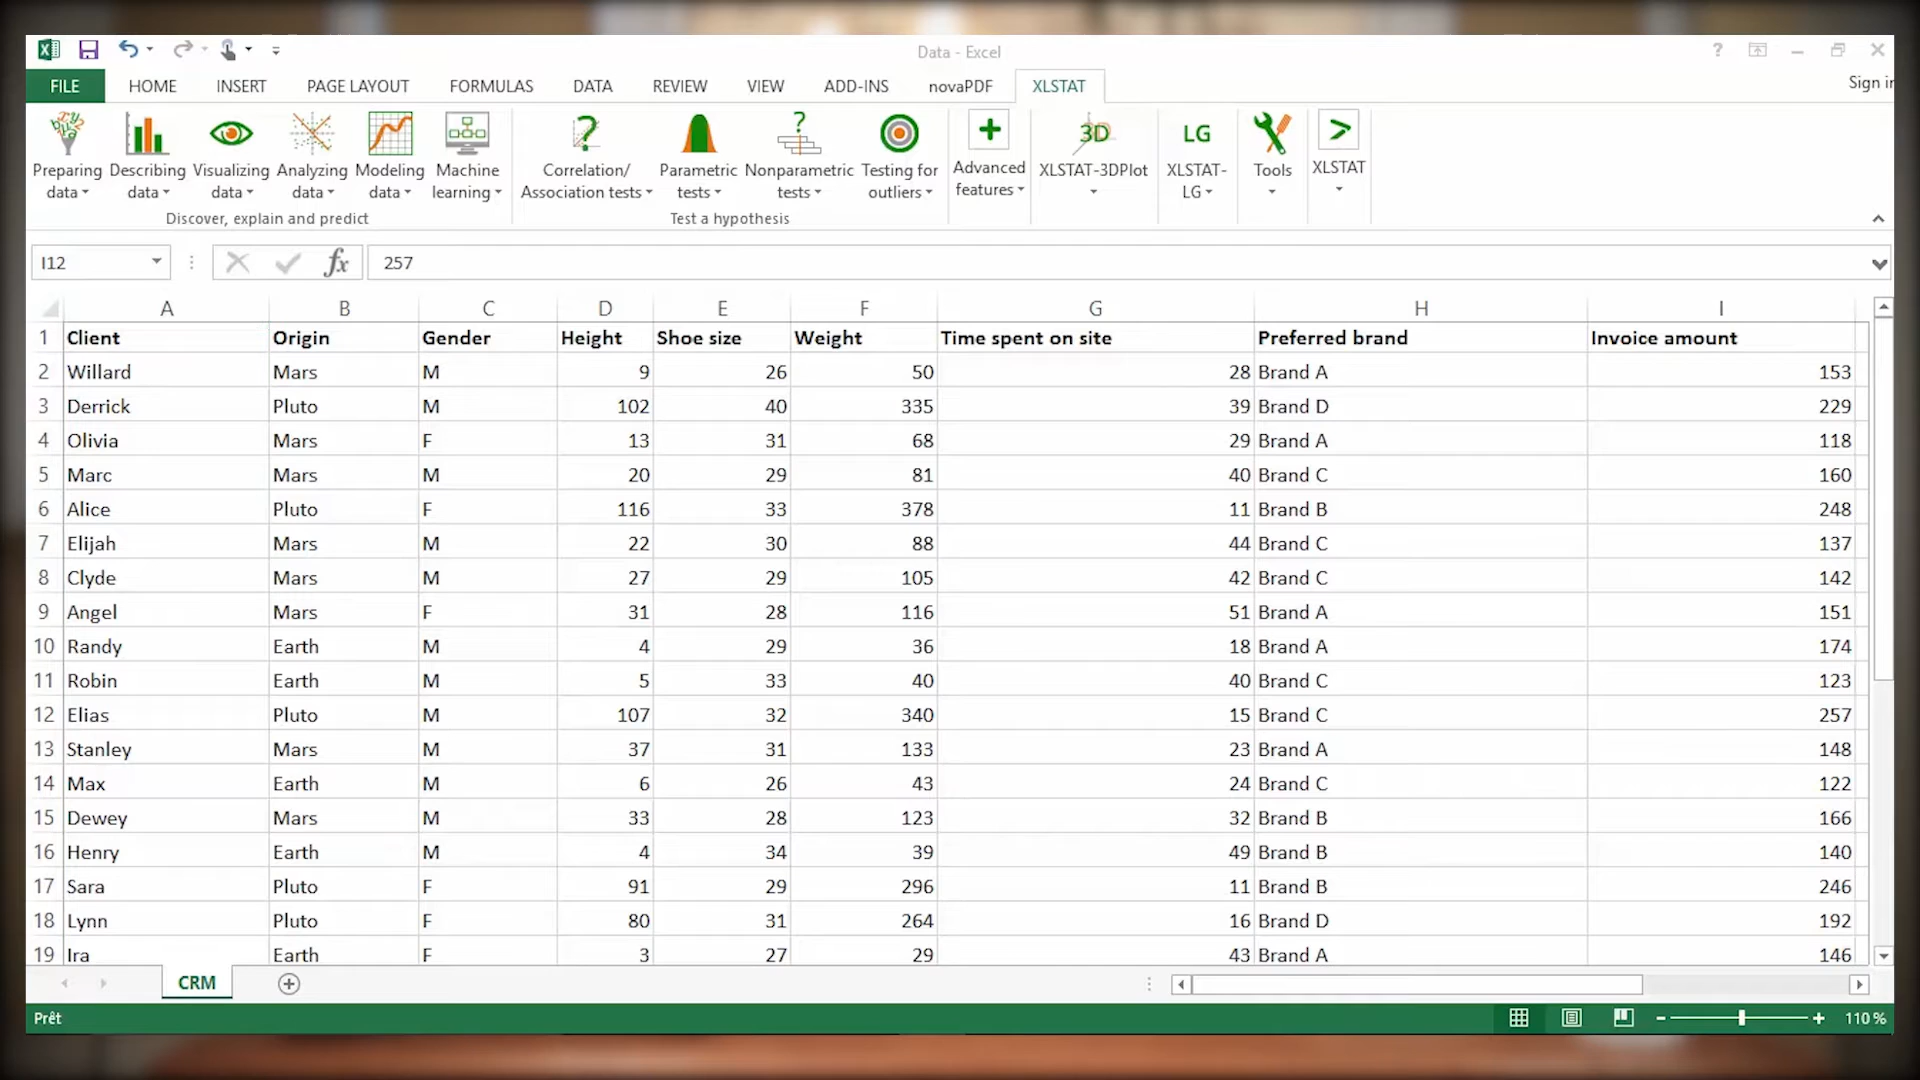 Data - Excel
?
Sign in
FILE HOME INSERT PAGE LAYOUT FORMULAS DATA REVIEW VIEW ADD-INS novaPDF XLSTAT
Preparing data
Describing data
Visualizing data
Analyzing data
Modeling data
Machine learning
Discover, explain and predict
Correlation/ Association tests
Parametric tests
Nonparametric tests
Testing for outliers
Test a hypothesis
Advanced features
3D
XLSTAT-3DPlot
LG
XLSTAT-LG
Tools
XLSTAT
I12 fx 257
A B C D E F G H I
1 Client Origin Gender Height Shoe size Weight Time spent on site Preferred brand Invoice amount
2 Willard Mars M 9 26 50 28 Brand A 153
3 Derrick Pluto M 102 40 335 39 Brand D 229
4 Olivia Mars F 13 31 68 29 Brand A 118
5 Marc Mars M 20 29 81 40 Brand C 160
6 Alice Pluto F 116 33 378 11 Brand B 248
7 Elijah Mars M 22 30 88 44 Brand C 137
8 Clyde Mars M 27 29 105 42 Brand C 142
9 Angel Mars F 31 28 116 51 Brand A 151
10 Randy Earth M 4 29 36 18 Brand A 174
11 Robin Earth M 5 33 40 40 Brand C 123
12 Elias Pluto M 107 32 340 15 Brand C 257
13 Stanley Mars M 37 31 133 23 Brand A 148
14 Max Earth M 6 26 43 24 Brand C 122
15 Dewey Mars M 33 28 123 32 Brand B 166
16 Henry Earth M 4 34 39 49 Brand B 140
17 Sara Pluto F 91 29 296 11 Brand B 246
18 Lynn Pluto F 80 31 264 16 Brand D 192
19 Ira Earth F 3 27 29 43 Brand A 146
CRM
Prêt
110 %